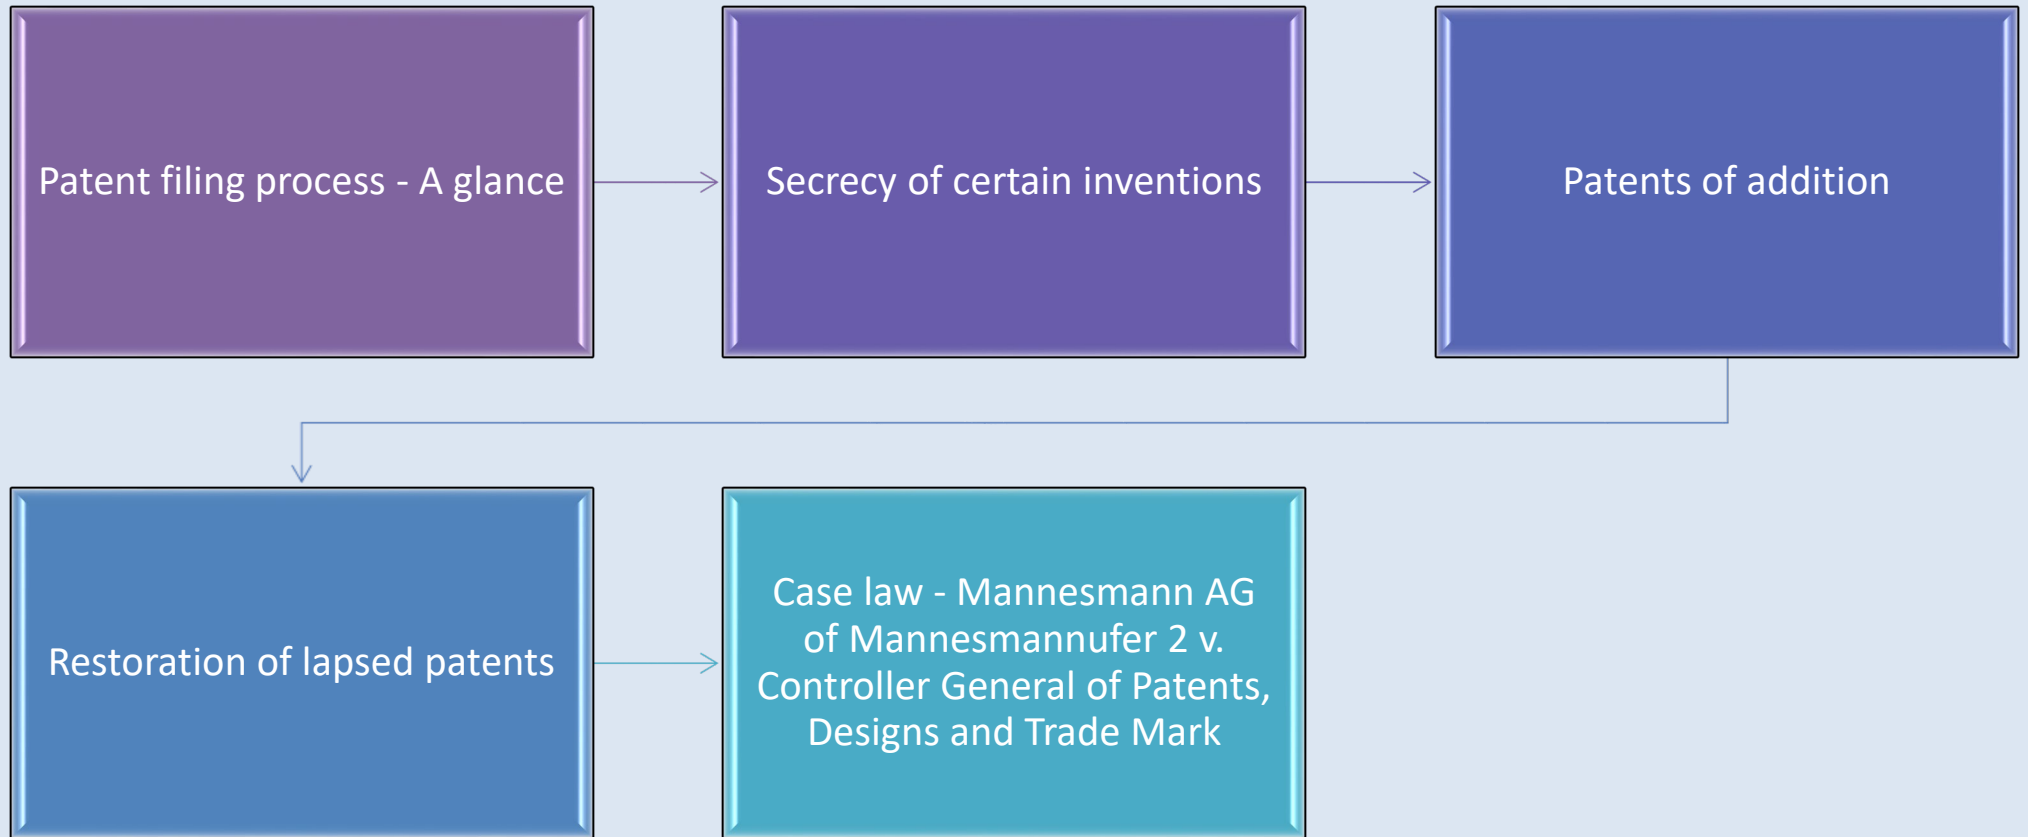 Patent filing process - A glance
Secrecy of certain inventions
Patents of addition
Restoration of lapsed patents
Case law - Mannesmann AG
of Mannesmannufer 2 v.
Controller General of Patents,
Designs and Trade Mark